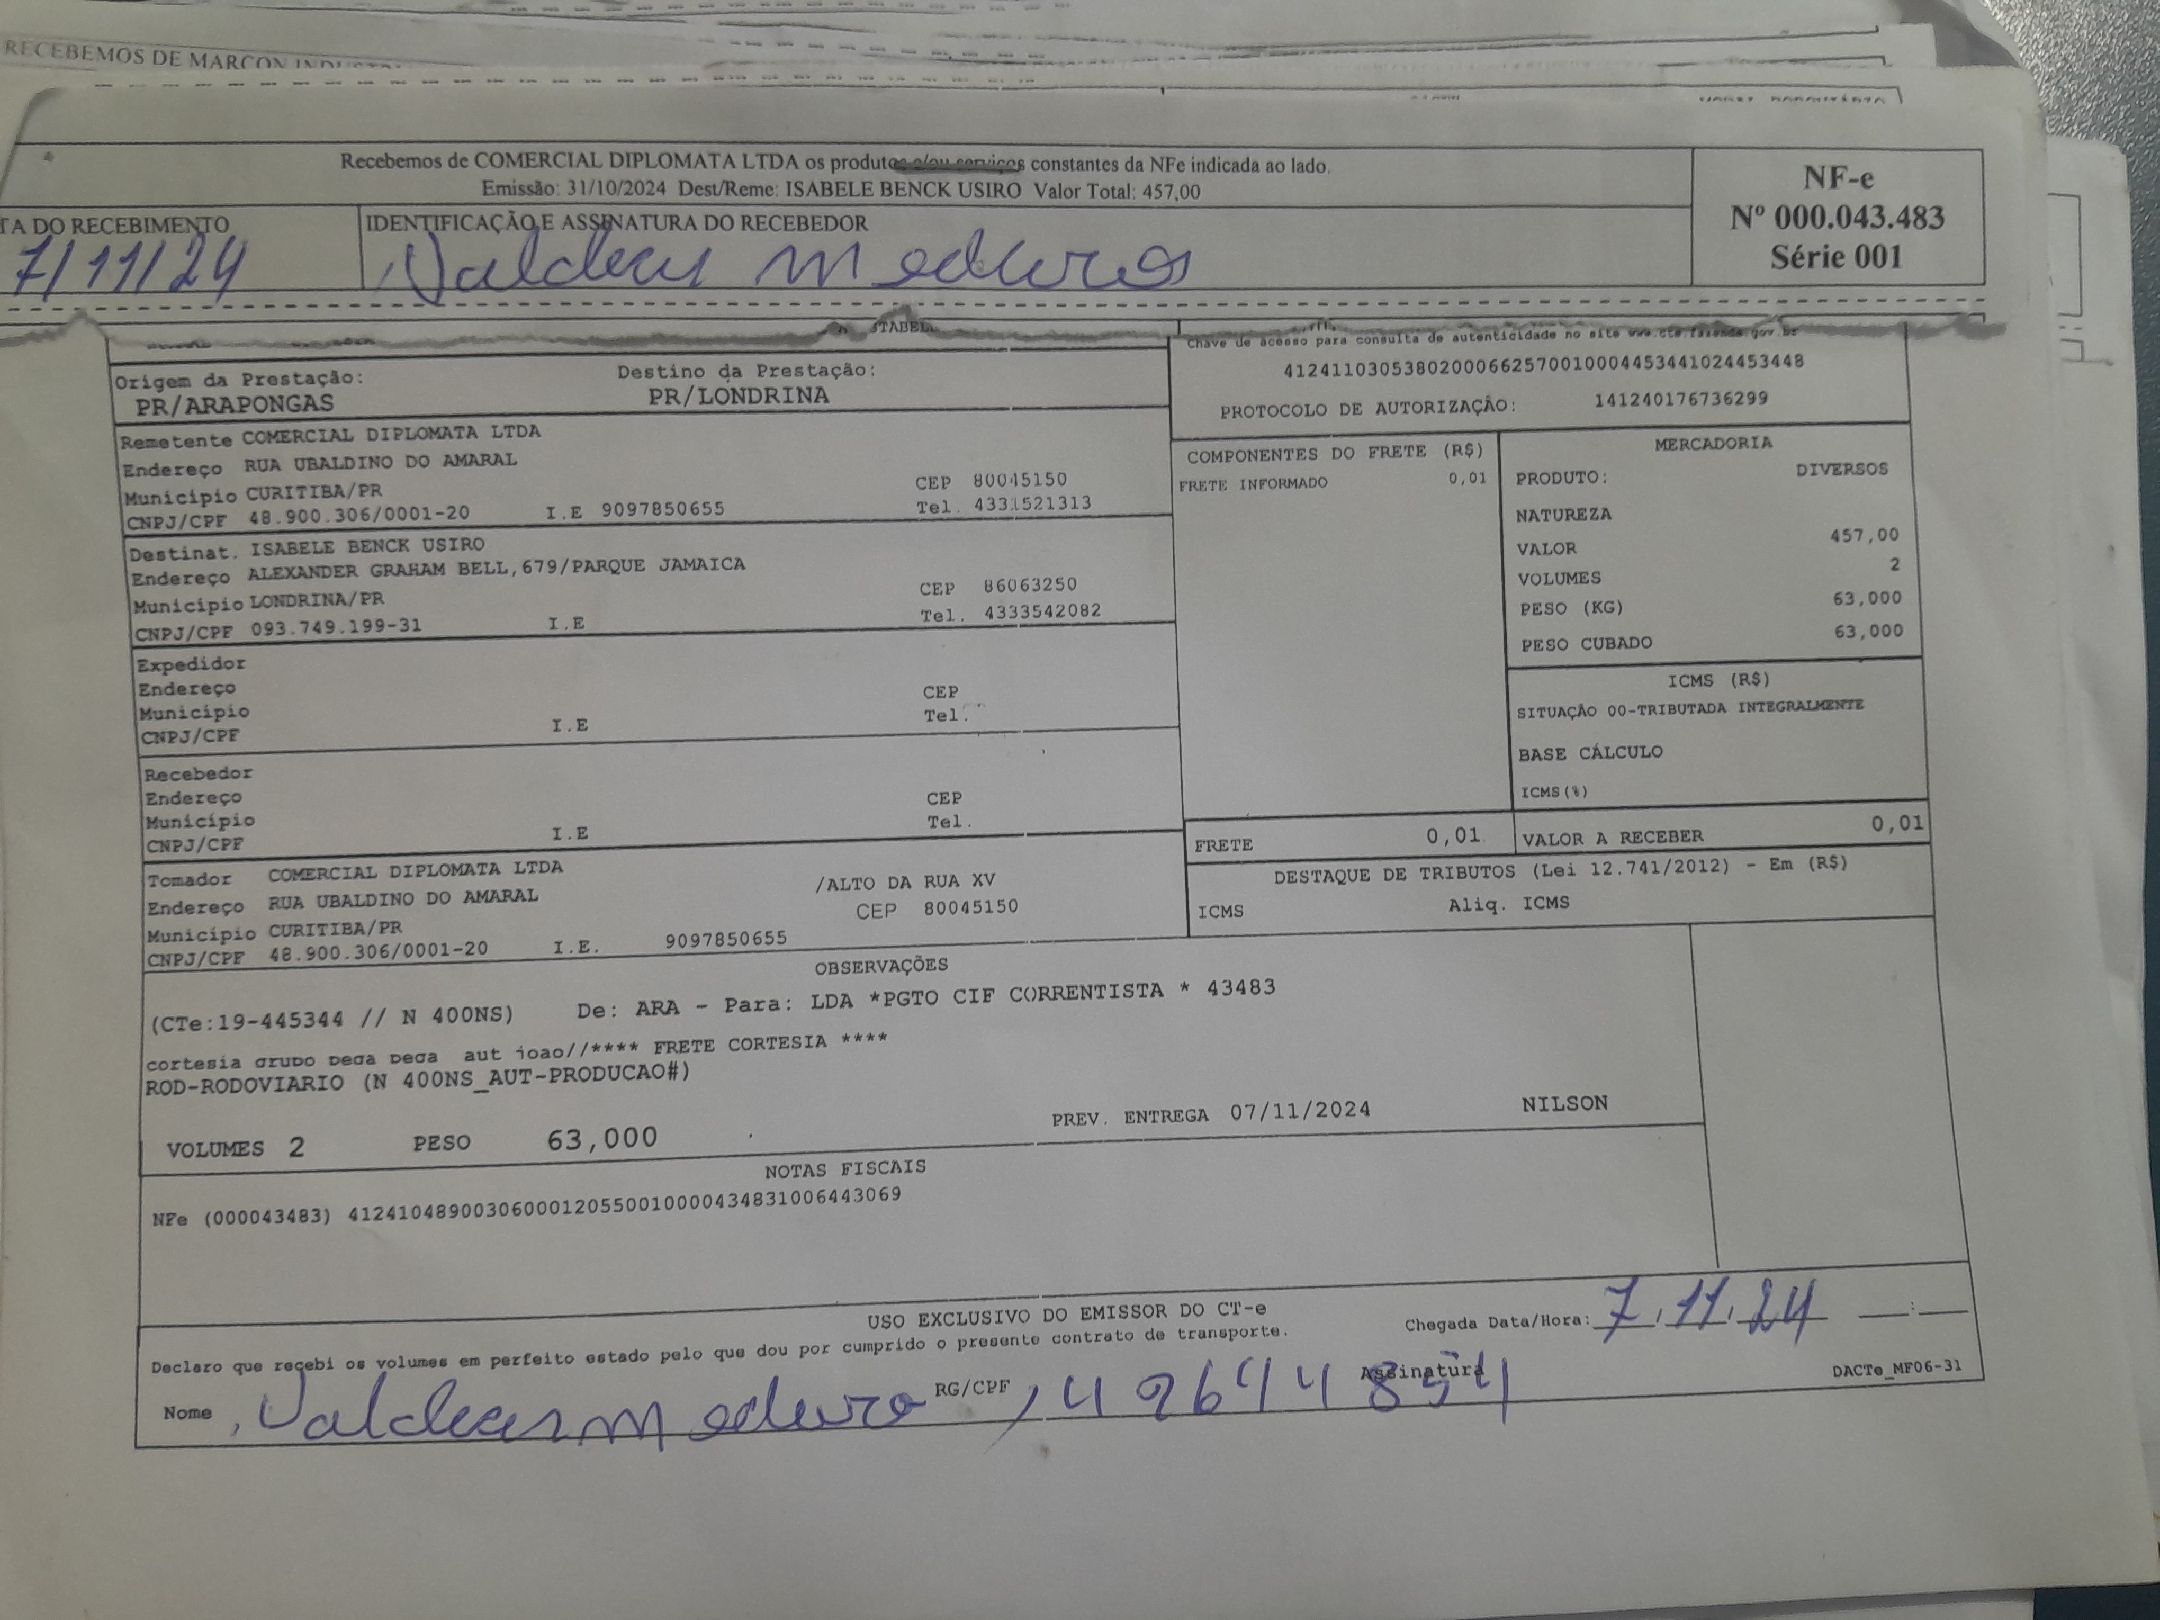 RECEBEMOS DE MARCON
Recebemos de COMERCIAL DIPLOMATA LTDA os produtos e/ou serviços constantes da NFe indicada ao lado.
Emissão: 31/10/2024 Dest/Reme: ISABELE BENCK USIRO Valor Total: 457,00
NF-e
Nº 000.043.483
Série 001
TA DO RECEBIMENTO
IDENTIFICAÇÃO E ASSINATURA DO RECEBEDOR
7/11/24
Chave de acesso para consulta de autenticidade no site www.cte.fazenda.gov.br
41241103053802000662570010004453441024453448
PROTOCOLO DE AUTORIZAÇÃO: 141240176736299
Origem da Prestação: Destino da Prestação:
PR/ARAPONGAS PR/LONDRINA
Remetente COMERCIAL DIPLOMATA LTDA
Endereço RUA UBALDINO DO AMARAL
Município CURITIBA/PR CEP 80045150
CNPJ/CPF 48.900.306/0001-20 I.E 9097850655 Tel. 4331521313
Destinat. ISABELE BENCK USIRO
Endereço ALEXANDER GRAHAM BELL,679/PARQUE JAMAICA
Município LONDRINA/PR CEP 86063250
CNPJ/CPF 093.749.199-31 I.E Tel. 4333542082
Expedidor
Endereço
Município CEP
CNPJ/CPF I.E Tel.
Recebedor
Endereço
Município CEP
CNPJ/CPF I.E Tel.
Tomador COMERCIAL DIPLOMATA LTDA
Endereço RUA UBALDINO DO AMARAL /ALTO DA RUA XV
Município CURITIBA/PR CEP 80045150
CNPJ/CPF 48.900.306/0001-20 I.E. 9097850655
COMPONENTES DO FRETE (R$)
FRETE INFORMADO 0,01
MERCADORIA
PRODUTO: DIVERSOS
NATUREZA
VALOR 457,00
VOLUMES 2
PESO (KG) 63,000
PESO CUBADO 63,000
ICMS (R$)
SITUAÇÃO 00-TRIBUTADA INTEGRALMENTE
BASE CÁLCULO
ICMS(%)
FRETE 0,01 VALOR A RECEBER 0,01
DESTAQUE DE TRIBUTOS (Lei 12.741/2012) - Em (R$)
ICMS Aliq. ICMS
OBSERVAÇÕES
(CTe:19-445344 // N 400NS) De: ARA - Para: LDA *PGTO CIF CORRENTISTA * 43483
cortesia grupo pega pega aut joao//**** FRETE CORTESIA ****
ROD-RODOVIARIO (N 400NS_AUT-PRODUCAO#)
VOLUMES 2 PESO 63,000 PREV. ENTREGA 07/11/2024 NILSON
NOTAS FISCAIS
NFe (000043483) 41241048900306000120550010000434831006443069
USO EXCLUSIVO DO EMISSOR DO CT-e
Declaro que recebi os volumes em perfeito estado pelo que dou por cumprido o presente contrato de transporte.
Chegada Data/Hora: 7.11.24 __:__
Nome RG/CPF Assinatura DACTe_MF06-31